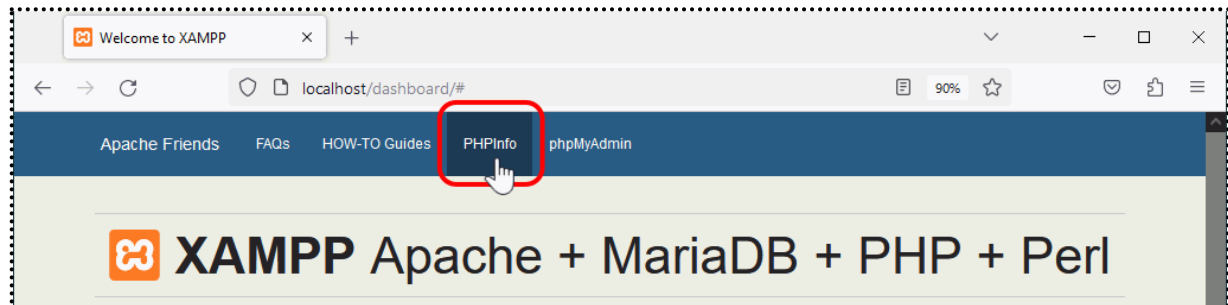 Welcome to XAMPP
localhost/dashboard/#
90%
Apache Friends FAQs HOW-TO Guides PHPInfo phpMyAdmin
XAMPP Apache + MariaDB + PHP + Perl